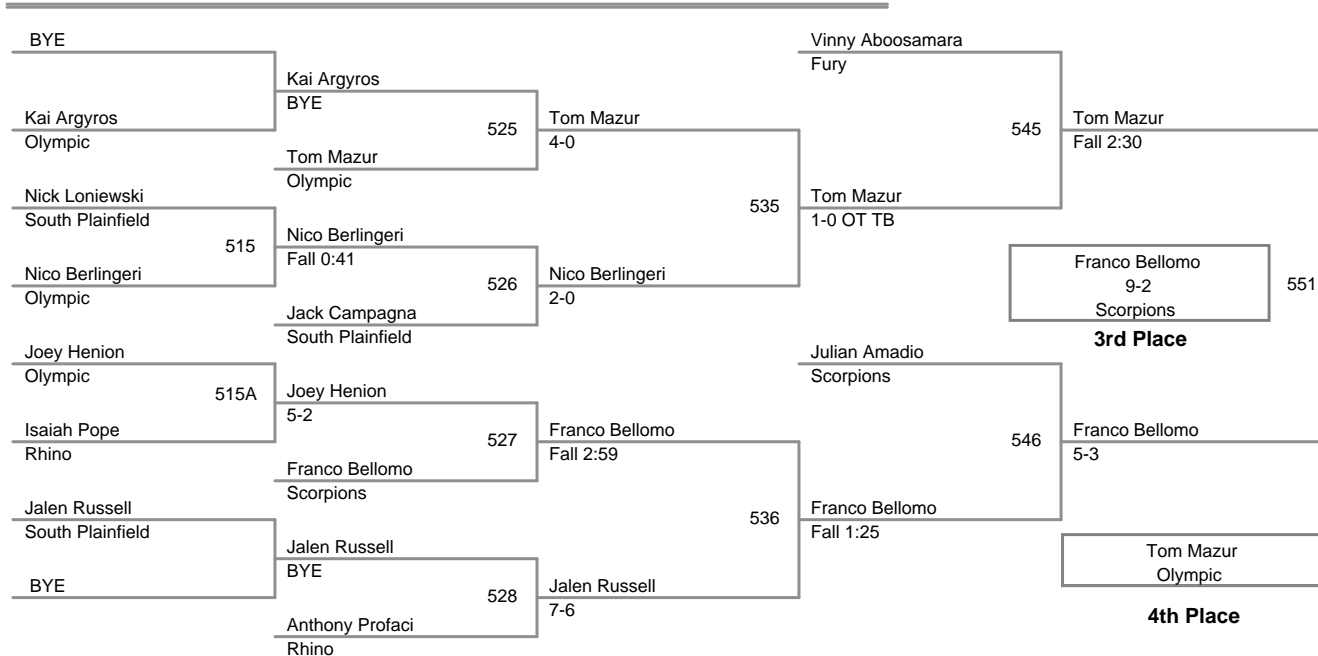 BYE
Kai Argyros
Olympic
Nick Loniewski
South Plainfield
515
Nico Berlingeri
Olympic
Joey Henion
Olympic
515A
Isaiah Pope
Rhino
Jalen Russell
South Plainfield
BYE
Kai Argyros
BYE
525
Tom Mazur
Olympic
Nico Berlingeri
Fall 0:41
526
Jack Campagna
South Plainfield
Joey Henion
5-2
527
Franco Bellomo
Scorpions
Jalen Russell
BYE
528
Anthony Profaci
Rhino
Tom Mazur
4-0
535
Nico Berlingeri
2-0
Franco Bellomo
Fall 2:59
536
Jalen Russell
7-6
Vinny Aboosamara
Fury
545
Tom Mazur
1-0 OT TB
Julian Amadio
Scorpions
546
Franco Bellomo
Fall 1:25
Tom Mazur
Fall 2:30
Franco Bellomo
9-2
Scorpions
551
3rd Place
Franco Bellomo
5-3
Tom Mazur
Olympic
4th Place